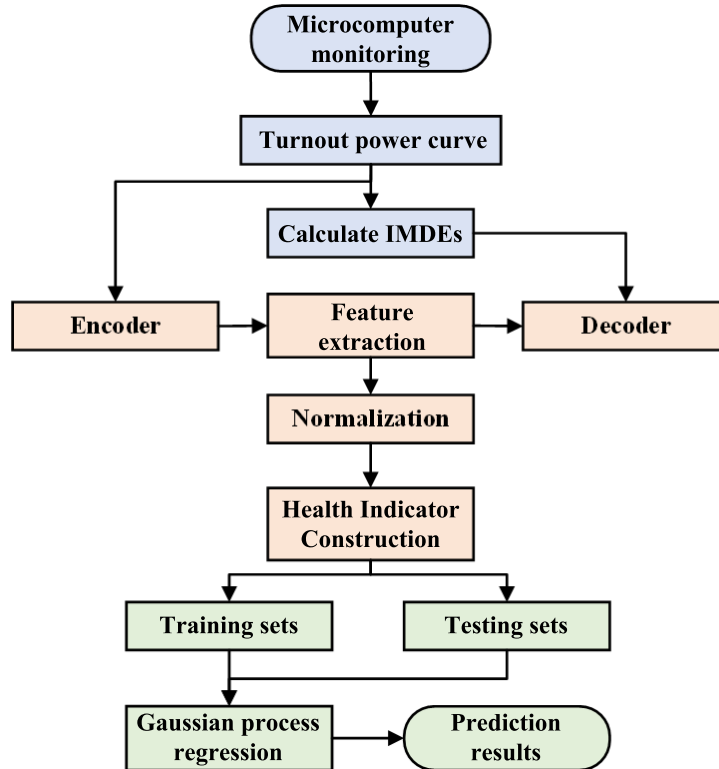 Microcomputer
monitoring
Turnout power curve
Calculate IMDEs
Encoder
Feature
extraction
Decoder
Normalization
Health Indicator
Construction
Training sets
Testing sets
Gaussian process
regression
Prediction
results